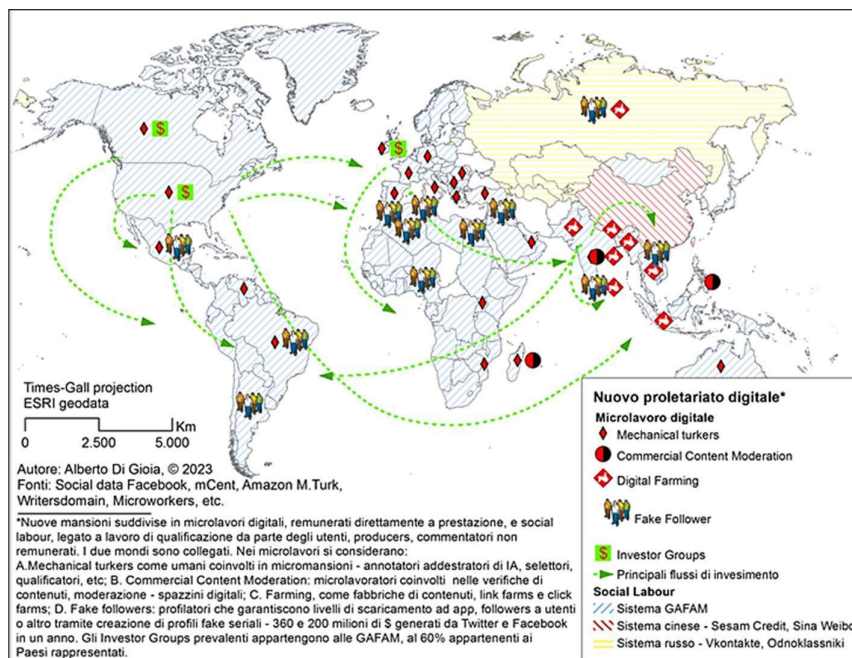 Times-Gall projection
ESRI geodata
Km
0 2.500 5.000
Autore: Alberto Di Gioia, © 2023
Fonti: Social data Facebook, mCent, Amazon M.Turk,
Writersdomain, Microworkers, etc.
*Nuove mansioni suddivise in microlavori digitali, remunerati direttamente a prestazione, e social
labour, legato a lavoro di qualificazione da parte degli utenti, producers, commentatori non
remunerati. I due mondi sono collegati. Nei microlavori si considerano:
A.Mechanical turkers come umani coinvolti in micromansioni - annotatori addestratori di IA, selettori,
qualificatori, etc; B. Commercial Content Moderation: microlavoratori coinvolti nelle verifiche di
contenuti, moderazione - spazzini digitali; C. Farming, come fabbriche di contenuti, link farms e click
farms; D. Fake followers: profilatori che garantiscono livelli di scaricamento ad app, followers a utenti
o altro tramite creazione di profili fake seriali - 360 e 200 milioni di $ generati da Twitter e Facebook
in un anno. Gli Investor Groups prevalenti appartengono alle GAFAM, al 60% appartenenti ai
Paesi rappresentati.
Nuovo proletariato digitale*
Microlavoro digitale
Mechanical turkers
Commercial Content Moderation
Digital Farming
Fake Follower
$ Investor Groups
Principali flussi di invesimento
Social Labour
Sistema GAFAM
Sistema cinese - Sesam Credit, Sina Weibo
Sistema russo - Vkontakte, Odnoklassniki
$
$
$